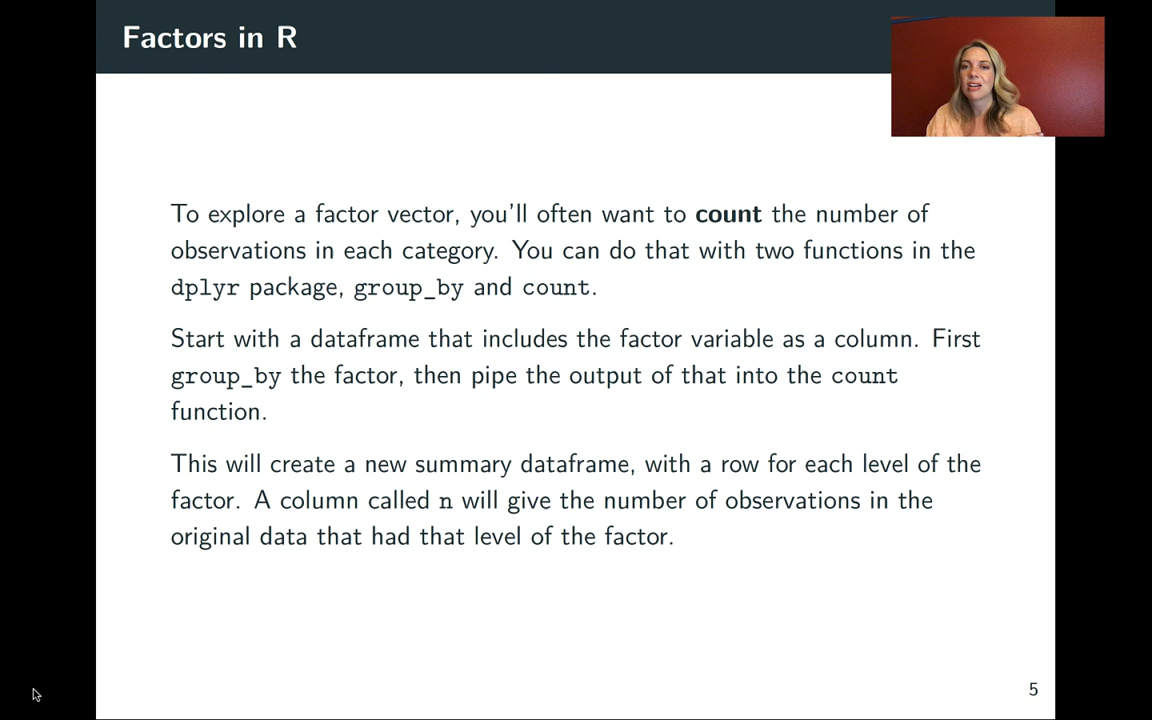 Factors in R
To explore a factor vector, you'll often want to count the number of
observations in each category. You can do that with two functions in the
dplyr package, group_by and count.
Start with a dataframe that includes the factor variable as a column. First
group_by the factor, then pipe the output of that into the count
function.
This will create a new summary dataframe, with a row for each level of the
factor. A column called n will give the number of observations in the
original data that had that level of the factor.
5